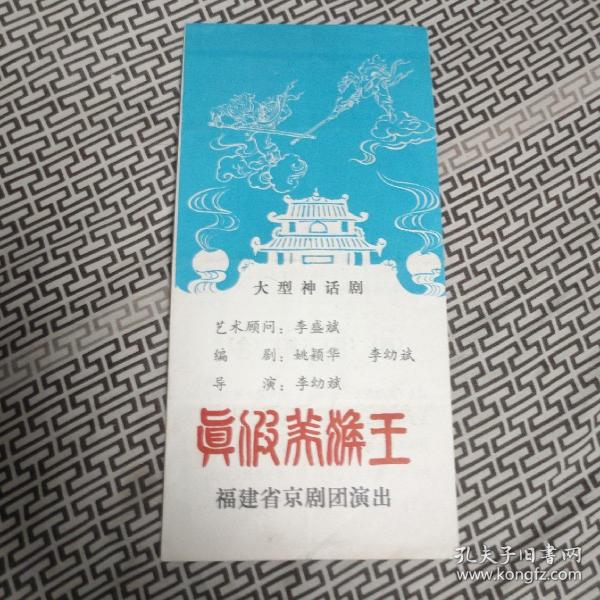 大型神话剧
艺术顾问：李盛斌
编　　剧：姚颖华　李幼斌
导　　演：李幼斌
真假美猴王
福建省京剧团演出
孔夫子旧书网
www.kongfz.com